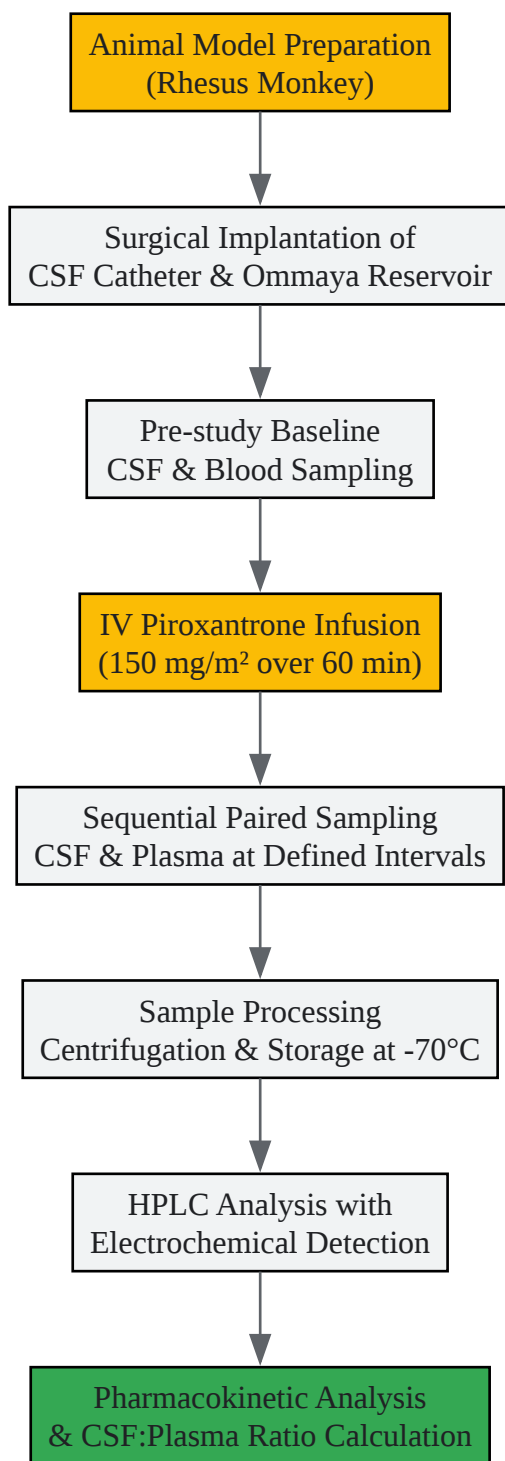 Animal Model Preparation
(Rhesus Monkey)
Surgical Implantation of
CSF Catheter & Ommaya Reservoir
Pre-study Baseline
CSF & Blood Sampling
IV Piroxantrone Infusion
(150 mg/m² over 60 min)
Sequential Paired Sampling
CSF & Plasma at Defined Intervals
Sample Processing
Centrifugation & Storage at -70°C
HPLC Analysis with
Electrochemical Detection
Pharmacokinetic Analysis
& CSF:Plasma Ratio Calculation